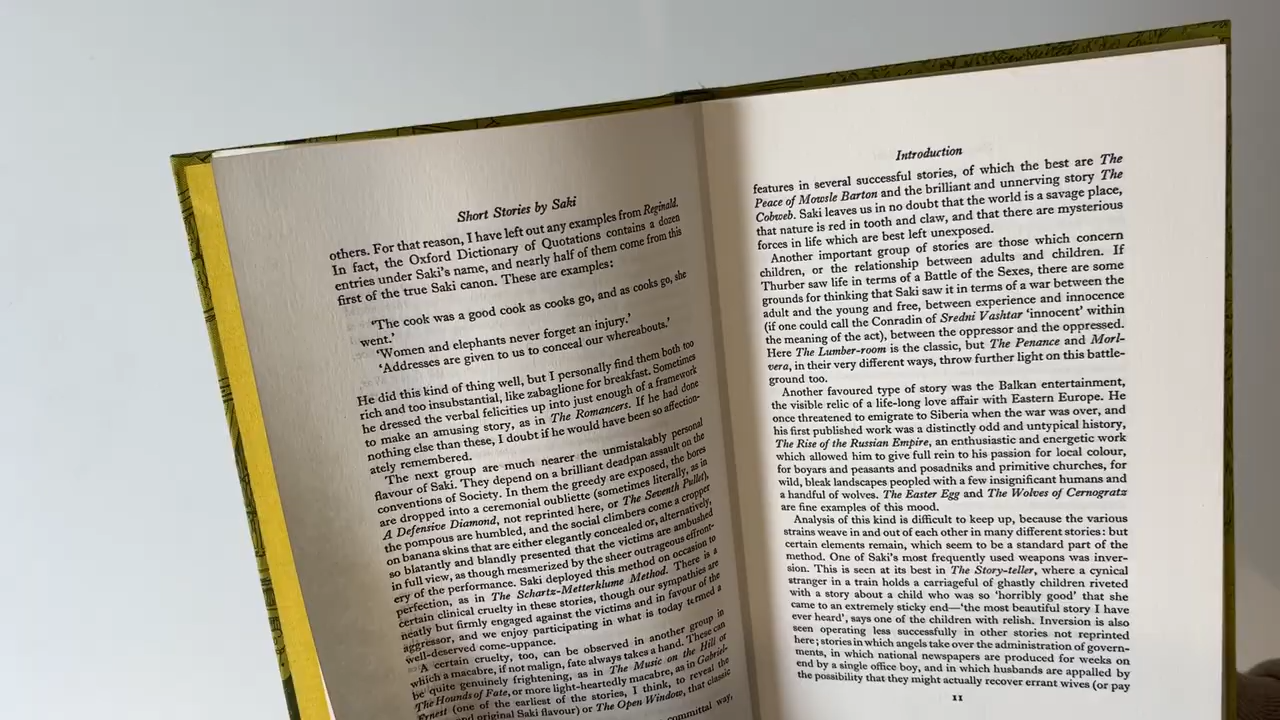 Short Stories by Saki
others. For that reason, I have left out any examples from Reginald.
In fact, the Oxford Dictionary of Quotations contains a dozen
entries under Saki's name, and nearly half of them come from this
first of the true Saki canon. These are examples:
'The cook was a good cook as cooks go, and as cooks go, she
went.'
'Women and elephants never forget an injury.'
'Addresses are given to us to conceal our whereabouts.'
He did this kind of thing well, but I personally find them both too
rich and too insubstantial, like zabaglione for breakfast. Sometimes
he dressed the verbal felicities up into just enough of a framework
to make an amusing story, as in The Romancers. If he had done
nothing else than these, I doubt if he would have been so affection-
ately remembered.
The next group are much nearer the unmistakably personal
flavour of Saki. They depend on a brilliant deadpan assault on the
conventions of Society. In them the greedy are exposed, the bores
are dropped into a ceremonial oubliette (sometimes literally, as in
A Defensive Diamond, not reprinted here, or The Seventh Pullet),
the pompous are humbled, and the social climbers come a cropper
on banana skins that are either elegantly concealed or, alternatively,
so blatantly and blandly presented that the victims are ambushed
in full view, as though mesmerized by the sheer outrageous effront-
ery of the performance. Saki deployed this method on occasion to
perfection, as in The Schartz-Metterklume Method. There is a
certain clinical cruelty in these stories, though our sympathies are
neatly but firmly engaged against the victims and in favour of the
aggressor, and we enjoy participating in what is today termed a
well-deserved come-uppance.
A certain cruelty, too, can be observed in another group in
which a macabre, if not malign, fate always takes a hand. These can
be quite genuinely frightening, as in The Music on the Hill or
The Hounds of Fate, or more light-heartedly macabre, as in Gabriel-
Ernest (one of the earliest of the stories, I think, to reveal the
and original Saki flavour) or The Open Window, that classic
committal way,
Introduction
features in several successful stories, of which the best are The
Peace of Mowsle Barton and the brilliant and unnerving story The
Cobweb. Saki leaves us in no doubt that the world is a savage place,
that nature is red in tooth and claw, and that there are mysterious
forces in life which are best left unexposed.
Another important group of stories are those which concern
children, or the relationship between adults and children. If
Thurber saw life in terms of a Battle of the Sexes, there are some
grounds for thinking that Saki saw it in terms of a war between the
adult and the young and free, between experience and innocence
(if one could call the Conradin of Sredni Vashtar 'innocent' within
the meaning of the act), between the oppressor and the oppressed.
Here The Lumber-room is the classic, but The Penance and Morl-
vera, in their very different ways, throw further light on this battle-
ground too.
Another favoured type of story was the Balkan entertainment,
the visible relic of a life-long love affair with Eastern Europe. He
once threatened to emigrate to Siberia when the war was over, and
his first published work was a distinctly odd and untypical history,
The Rise of the Russian Empire, an enthusiastic and energetic work
which allowed him to give full rein to his passion for local colour,
for boyars and peasants and posadniks and primitive churches, for
wild, bleak landscapes peopled with a few insignificant humans and
a handful of wolves. The Easter Egg and The Wolves of Cernogratz
are fine examples of this mood.
Analysis of this kind is difficult to keep up, because the various
strains weave in and out of each other in many different stories: but
certain elements remain, which seem to be a standard part of the
method. One of Saki's most frequently used weapons was inver-
sion. This is seen at its best in The Story-teller, where a cynical
stranger in a train holds a carriageful of ghastly children riveted
with a story about a child who was so 'horribly good' that she
came to an extremely sticky end—'the most beautiful story I have
ever heard', says one of the children with relish. Inversion is also
seen operating less successfully in other stories not reprinted
here; stories in which angels take over the administration of govern-
ments, in which national newspapers are produced for weeks on
end by a single office boy, and in which husbands are appalled by
the possibility that they might actually recover errant wives (or pay
11